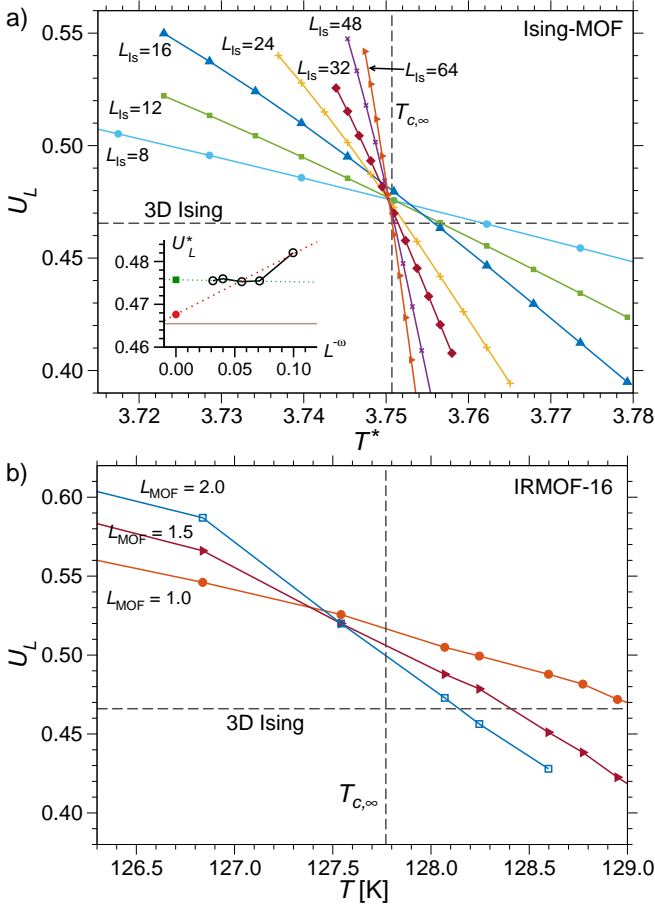 a)
Ising-MOF
L_Is=48
L_Is=16
L_Is=24
L_Is=32
L_Is=64
L_Is=12
L_Is=8
T_c,∞
3D Ising
U_L
0.55
0.50
0.45
0.40
U*_L
0.48
0.47
0.46
0.00 0.05 0.10
L^-ω
3.72 3.73 3.74 3.75 3.76 3.77 3.78
T*
b)
IRMOF-16
L_MOF = 2.0
L_MOF = 1.5
L_MOF = 1.0
3D Ising
T_c,∞
U_L
0.60
0.55
0.50
0.45
0.40
126.5 127.0 127.5 128.0 128.5 129.0
T [K]